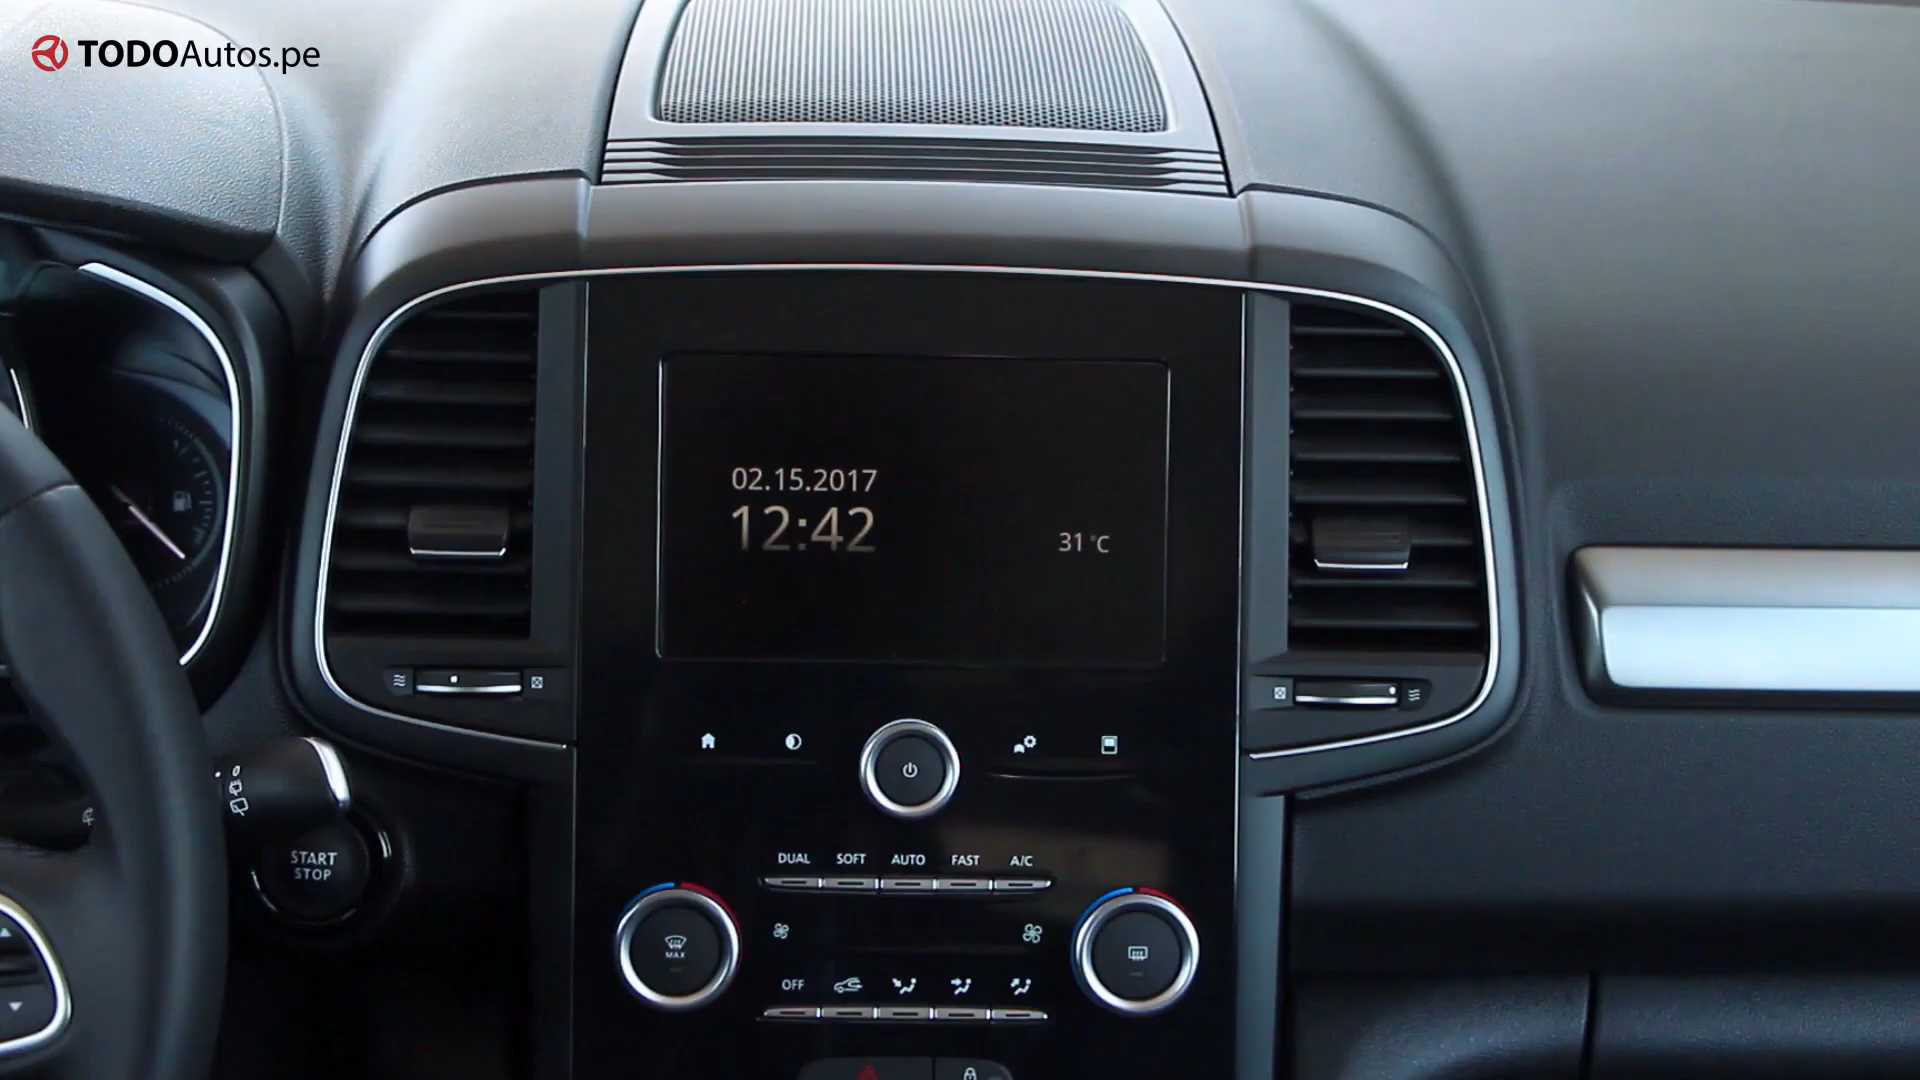 TODOAutos.pe
02.15.2017
12:42
31°C
START
STOP
DUAL SOFT AUTO FAST A/C
MAX
OFF